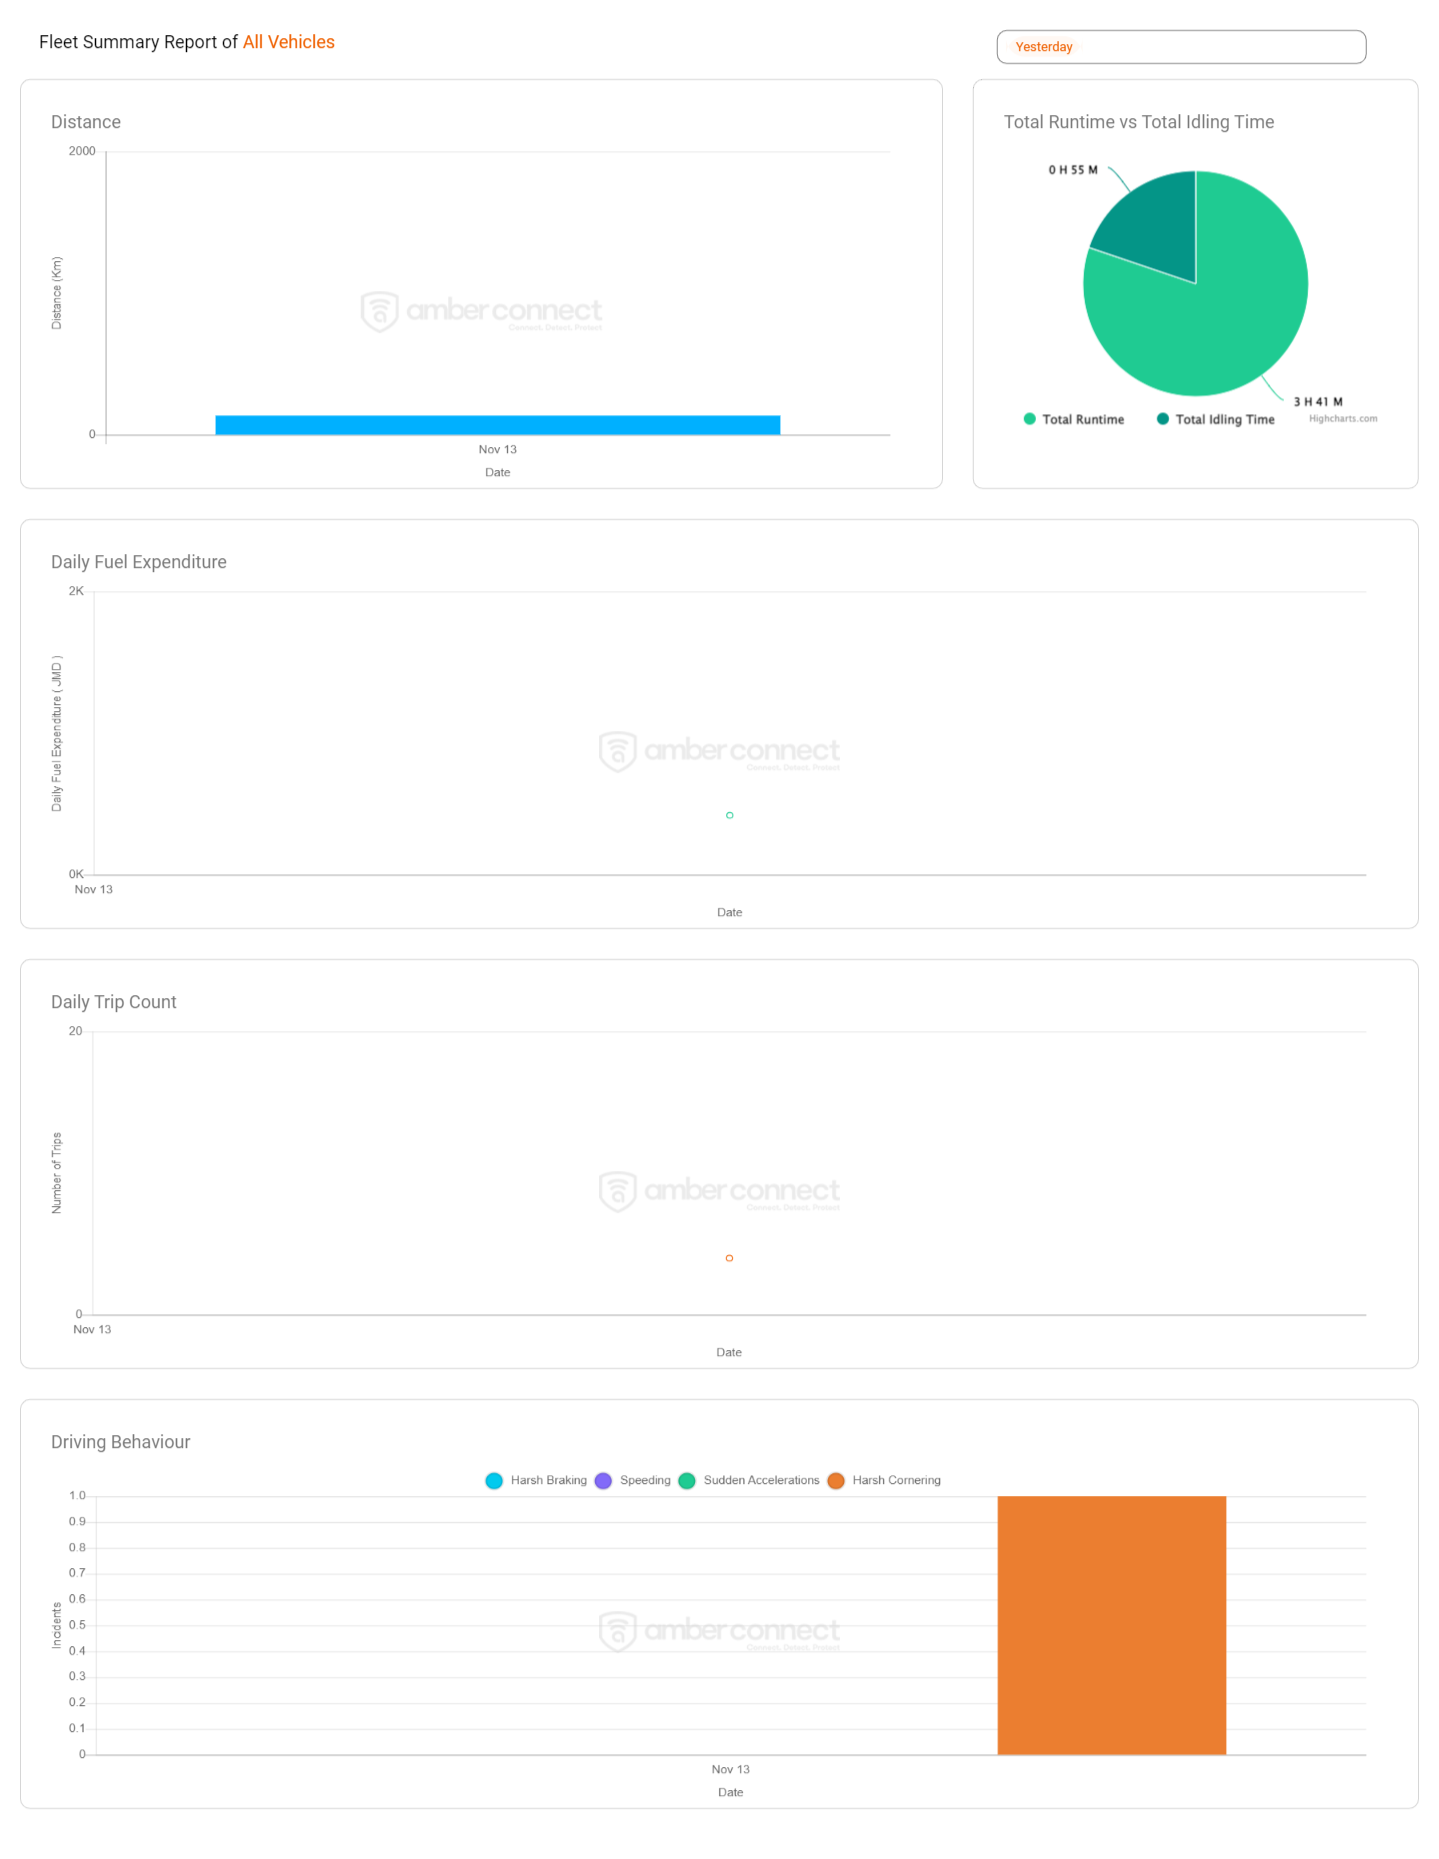 Fleet Summary Report of All Vehicles
Yesterday
Distance
2000
Distance (Km)
amber connect
Connect. Detect. Protect
0
Nov 13
Date
Total Runtime vs Total Idling Time
0 H 55 M
3 H 41 M
Total Runtime
Total Idling Time
Highcharts.com
Daily Fuel Expenditure
2K
Daily Fuel Expenditure ( JMD )
amber connect
Connect. Detect. Protect
0K
Nov 13
Date
Daily Trip Count
20
Number of Trips
amber connect
Connect. Detect. Protect
0
Nov 13
Date
Driving Behaviour
Harsh Braking
Speeding
Sudden Accelerations
Harsh Cornering
1.0
0.9
0.8
0.7
0.6
0.5
0.4
0.3
0.2
0.1
0
Incidents
amber connect
Connect. Detect. Protect
Nov 13
Date